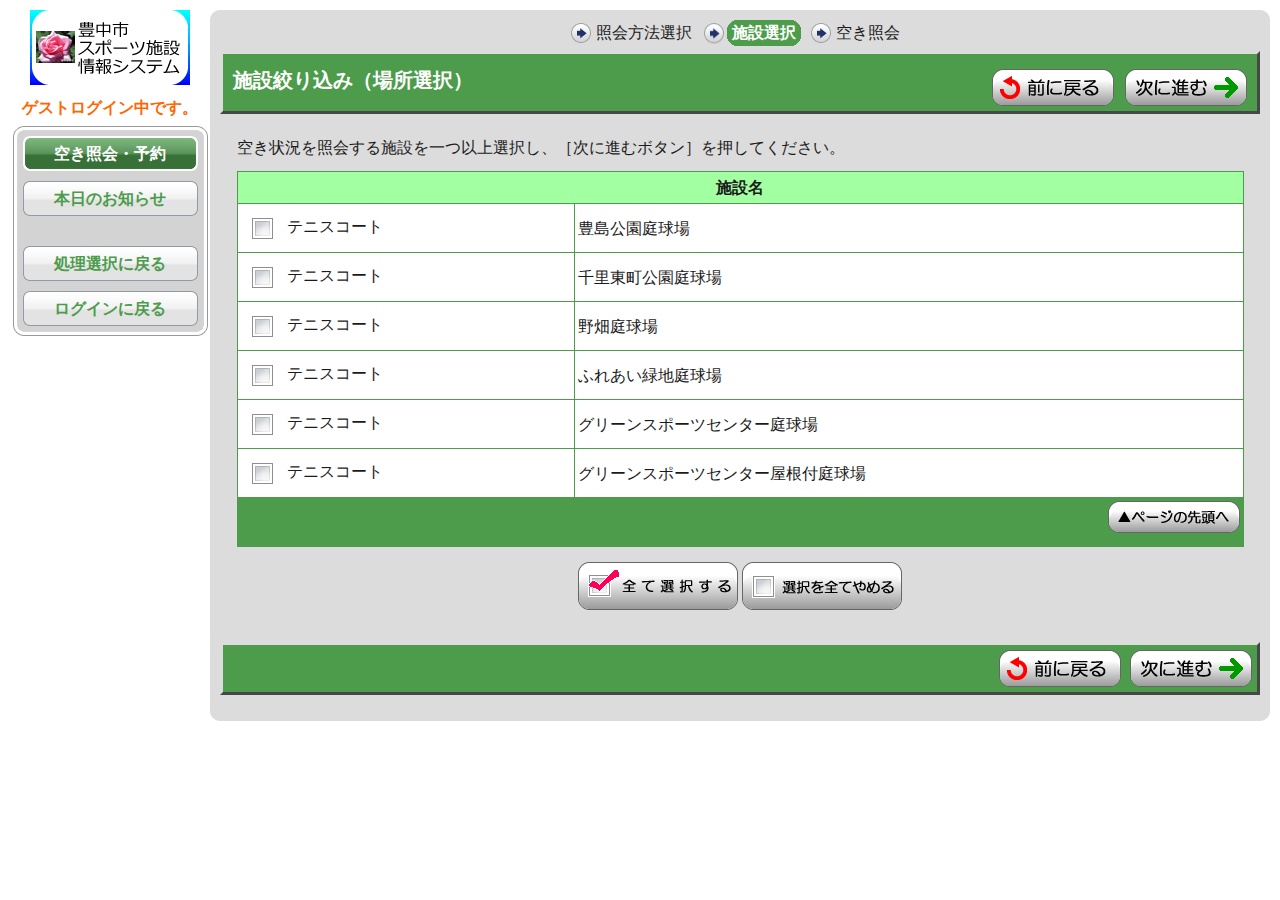 豊中市
スポーツ施設
情報システム
ゲストログイン中です。
空き照会・予約
本日のお知らせ
処理選択に戻る
ログインに戻る
照会方法選択 施設選択 空き照会
施設絞り込み（場所選択）
前に戻る 次に進む
空き状況を照会する施設を一つ以上選択し、［次に進むボタン］を押してください。
施設名
テニスコート 豊島公園庭球場
テニスコート 千里東町公園庭球場
テニスコート 野畑庭球場
テニスコート ふれあい緑地庭球場
テニスコート グリーンスポーツセンター庭球場
テニスコート グリーンスポーツセンター屋根付庭球場
▲ページの先頭へ
全て選択する 選択を全てやめる
前に戻る 次に進む